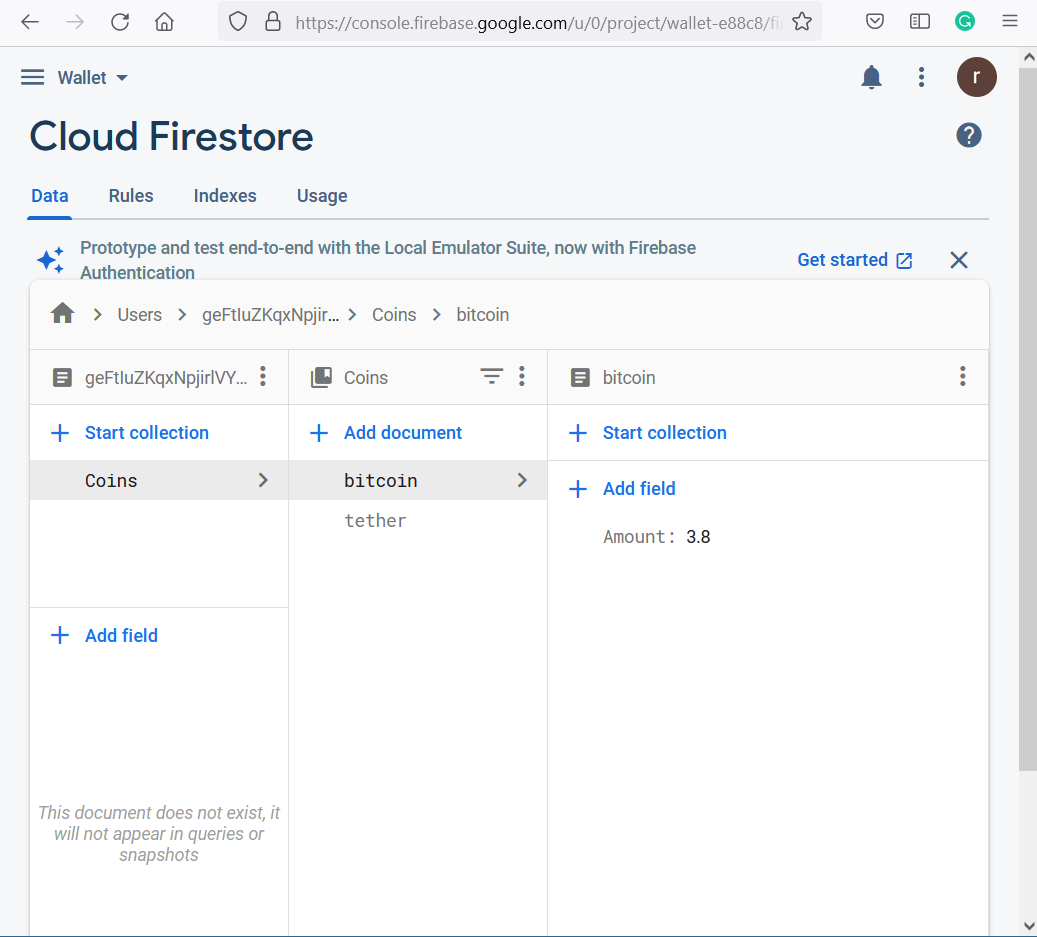 https://console.firebase.google.com/u/0/project/wallet-e88c8/fi
G
Wallet
r
Cloud Firestore
?
Data Rules Indexes Usage
Prototype and test end-to-end with the Local Emulator Suite, now with Firebase
Authentication
Get started
Users geFtIuZKqxNpjir... Coins bitcoin
geFtIuZKqxNpjirlVY... Coins bitcoin
Start collection Add document Start collection
Coins bitcoin
Add field
tether
Amount: 3.8
Add field
This document does not exist, it
will not appear in queries or
snapshots